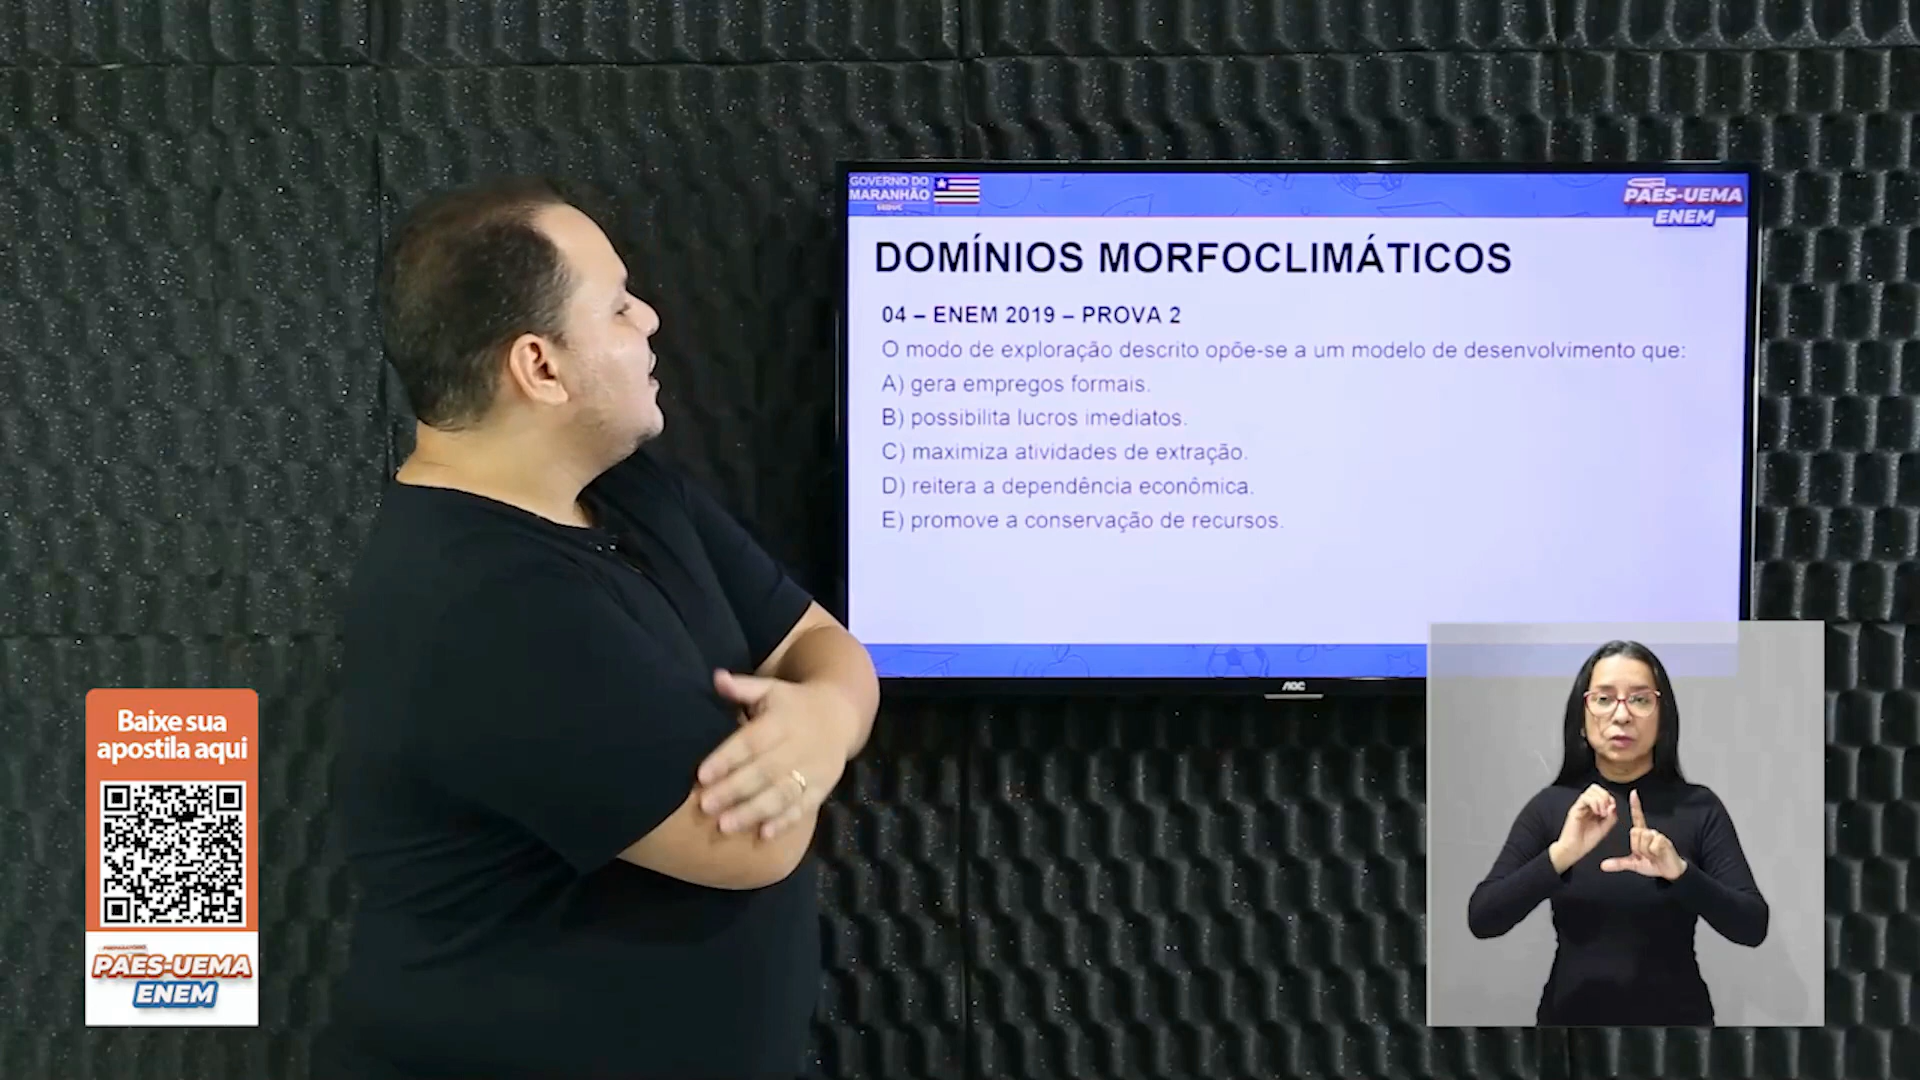 GOVERNO DO
MARANHÃO
SEDUC
PAES-UEMA
ENEM
DOMÍNIOS MORFOCLIMÁTICOS
04 – ENEM 2019 – PROVA 2
O modo de exploração descrito opõe-se a um modelo de desenvolvimento que:
A) gera empregos formais.
B) possibilita lucros imediatos.
C) maximiza atividades de extração.
D) reitera a dependência econômica.
E) promove a conservação de recursos.
AOC
Baixe sua
apostila aqui
PREPARATÓRIO
PAES-UEMA
ENEM